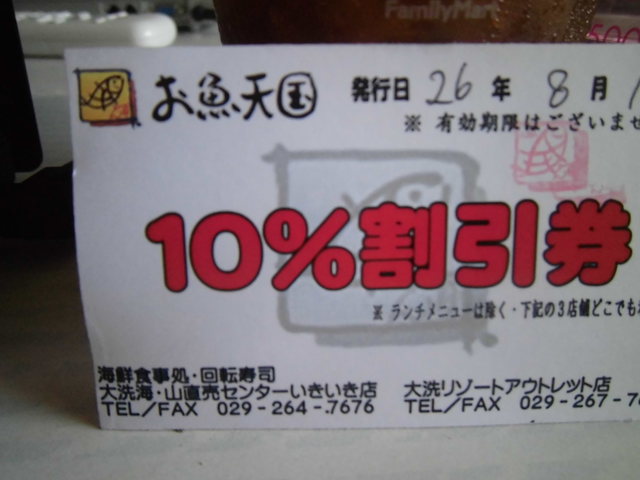 FamilyMart
500
お魚天国 発行日 26年 8月
※ 有効期限はございませ
10%割引券
※ ランチメニューは除く・下記の3店舗どこでも
海鮮食事処・回転寿司
大洗海・山直売センターいきいき店 大洗リゾートアウトレット店
TEL/FAX 029-264-7676 TEL/FAX 029-267-7